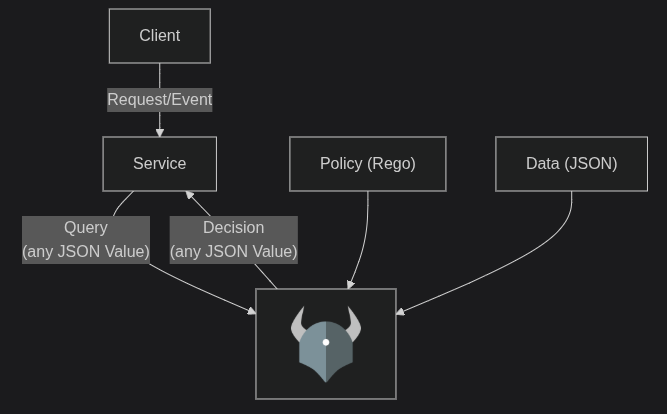 Client
Request/Event
Service
Policy (Rego)
Data (JSON)
Query
(any JSON Value)
Decision
(any JSON Value)